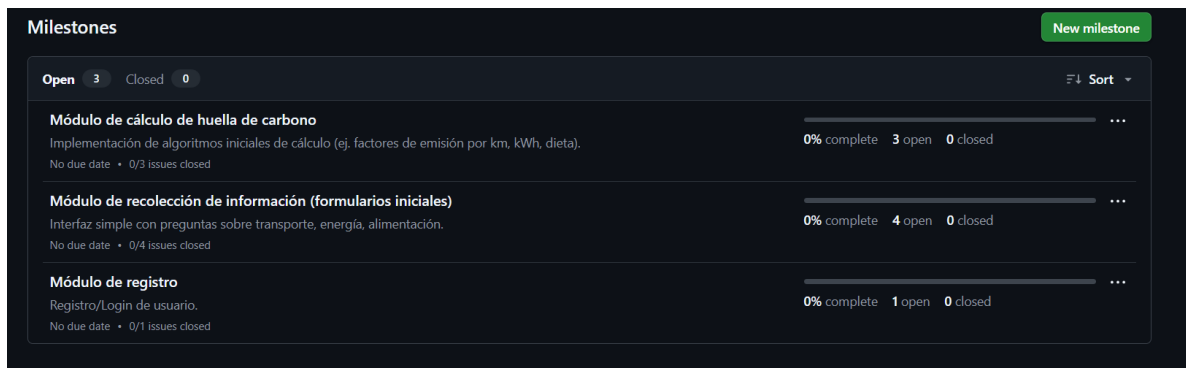 Milestones
New milestone
Open 3 Closed 0
Sort
Módulo de cálculo de huella de carbono
Implementación de algoritmos iniciales de cálculo (ej. factores de emisión por km, kWh, dieta).
No due date • 0/3 issues closed
0% complete 3 open 0 closed
Módulo de recolección de información (formularios iniciales)
Interfaz simple con preguntas sobre transporte, energía, alimentación.
No due date • 0/4 issues closed
0% complete 4 open 0 closed
Módulo de registro
Registro/Login de usuario.
No due date • 0/1 issues closed
0% complete 1 open 0 closed